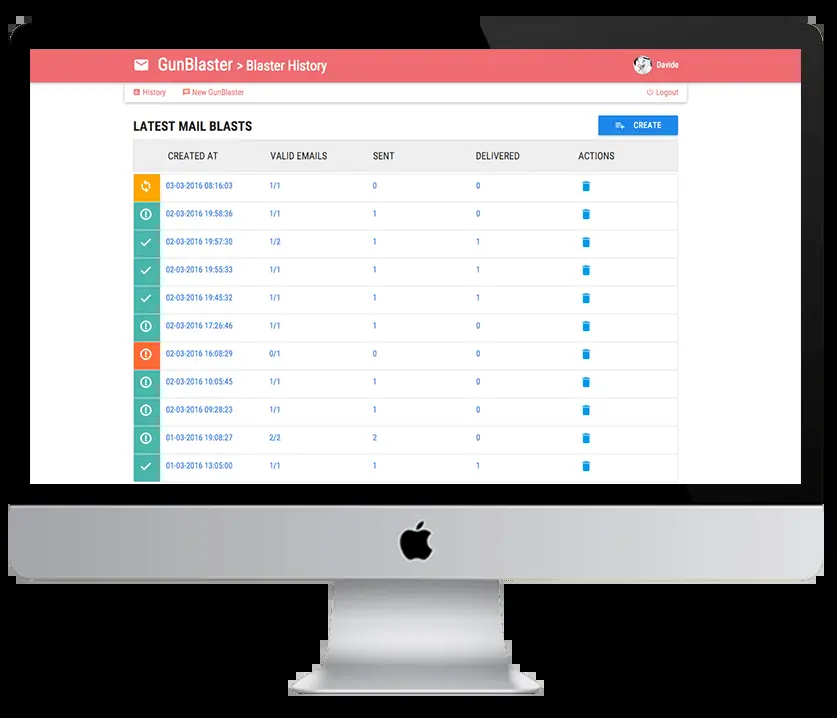 GunBlaster > Blaster History
Davide
History New GunBlaster Logout
LATEST MAIL BLASTS
CREATE
CREATED AT VALID EMAILS SENT DELIVERED ACTIONS
03-03-2016 08:16:03 1/1 0 0
02-03-2016 19:58:36 1/1 1 0
02-03-2016 19:57:30 1/2 1 1
02-03-2016 19:55:33 1/1 1 1
02-03-2016 19:45:32 1/1 1 1
02-03-2016 17:26:46 1/1 1 0
02-03-2016 16:08:29 0/1 0 0
02-03-2016 10:05:45 1/1 1 0
02-03-2016 09:28:23 1/1 1 0
01-03-2016 19:08:27 2/2 2 0
01-03-2016 13:05:00 1/1 1 1